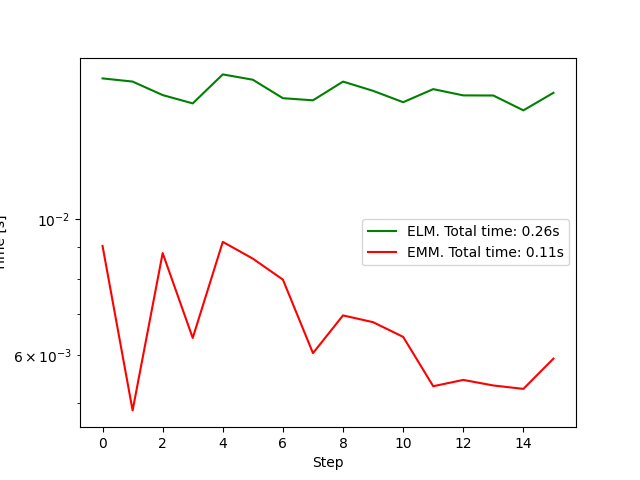 10⁻²
6 × 10⁻³
ELM. Total time: 0.26s
EMM. Total time: 0.11s
0 2 4 6 8 10 12 14
Step